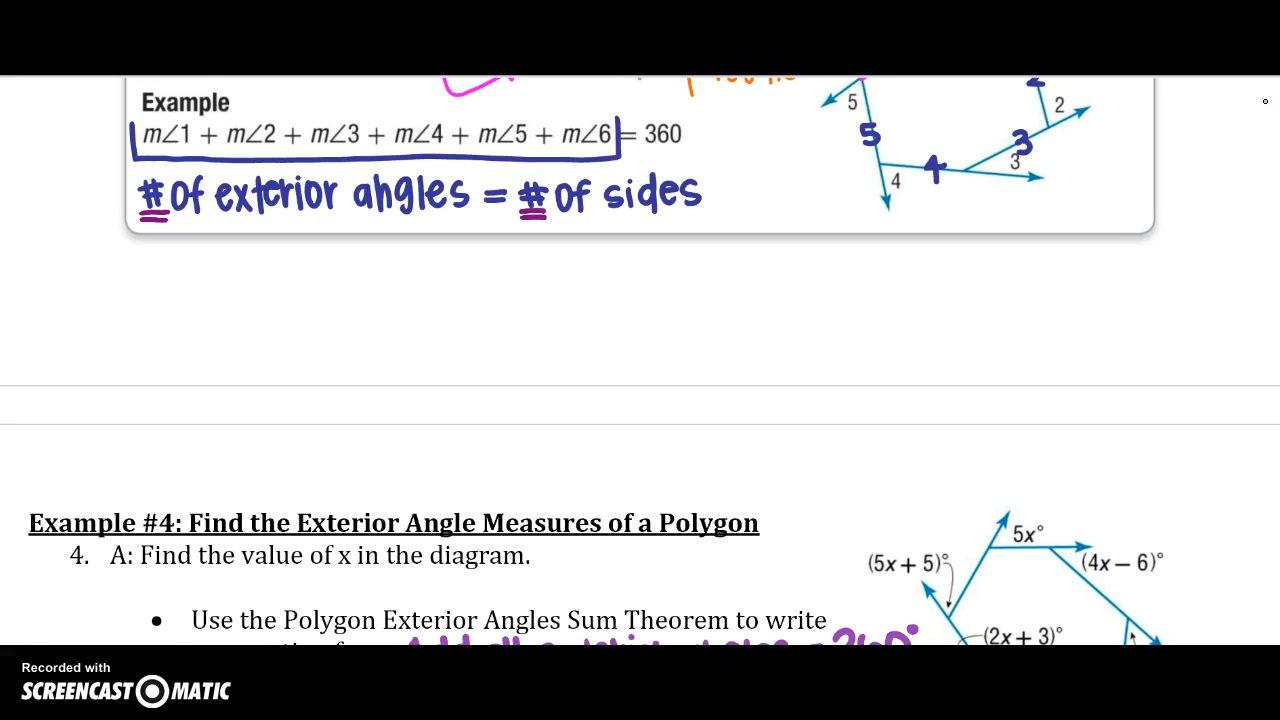 Example
5
2
m∠1 + m∠2 + m∠3 + m∠4 + m∠5 + m∠6 = 360
5
3
3
4
4
# of exterior angles = # of sides
Example #4: Find the Exterior Angle Measures of a Polygon
5x°
4. A: Find the value of x in the diagram.
(5x + 5)°
(4x – 6)°
• Use the Polygon Exterior Angles Sum Theorem to write
(2x + 3)°
= 360°
Recorded with
SCREENCAST MATIC